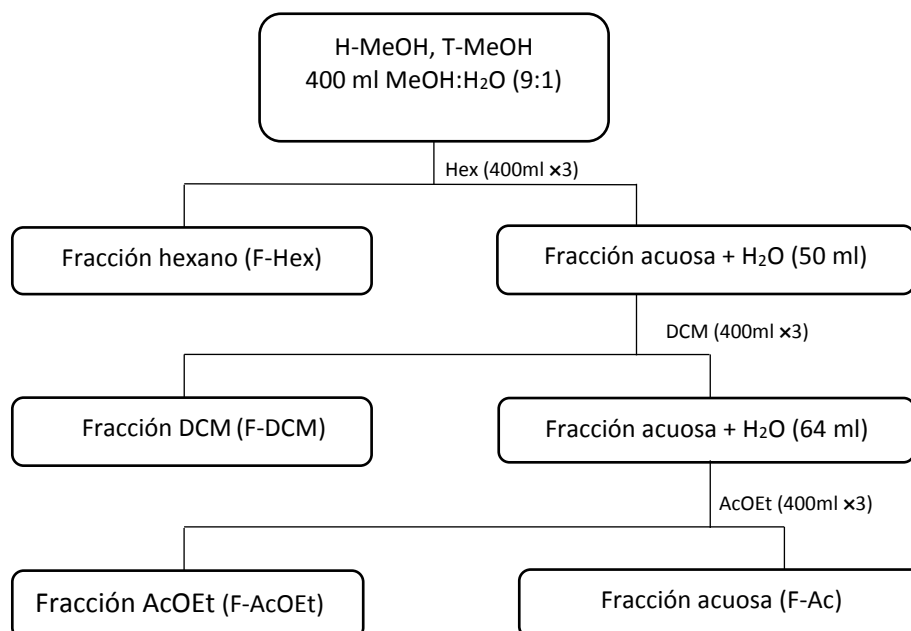 H-MeOH, T-MeOH
400 ml MeOH:H₂O (9:1)
Hex (400ml ×3)
Fracción hexano (F-Hex)
Fracción acuosa + H₂O (50 ml)
DCM (400ml ×3)
Fracción DCM (F-DCM)
Fracción acuosa + H₂O (64 ml)
AcOEt (400ml ×3)
Fracción AcOEt (F-AcOEt)
Fracción acuosa (F-Ac)